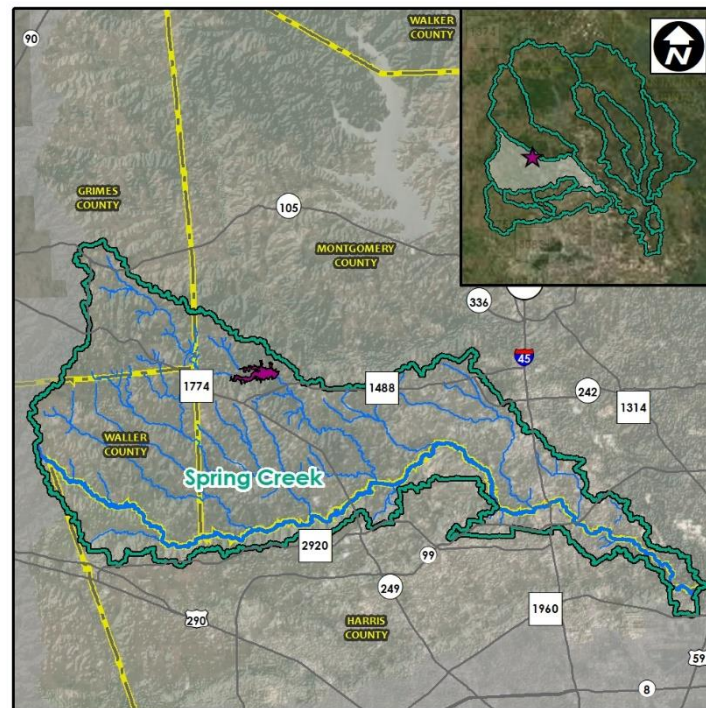 WALKER
COUNTY
90
N
GRIMES
COUNTY
105
MONTGOMERY
COUNTY
336
45
1774
1488
242
1314
WALLER
COUNTY
Spring Creek
2920
99
249
1960
290
HARRIS
COUNTY
59
8